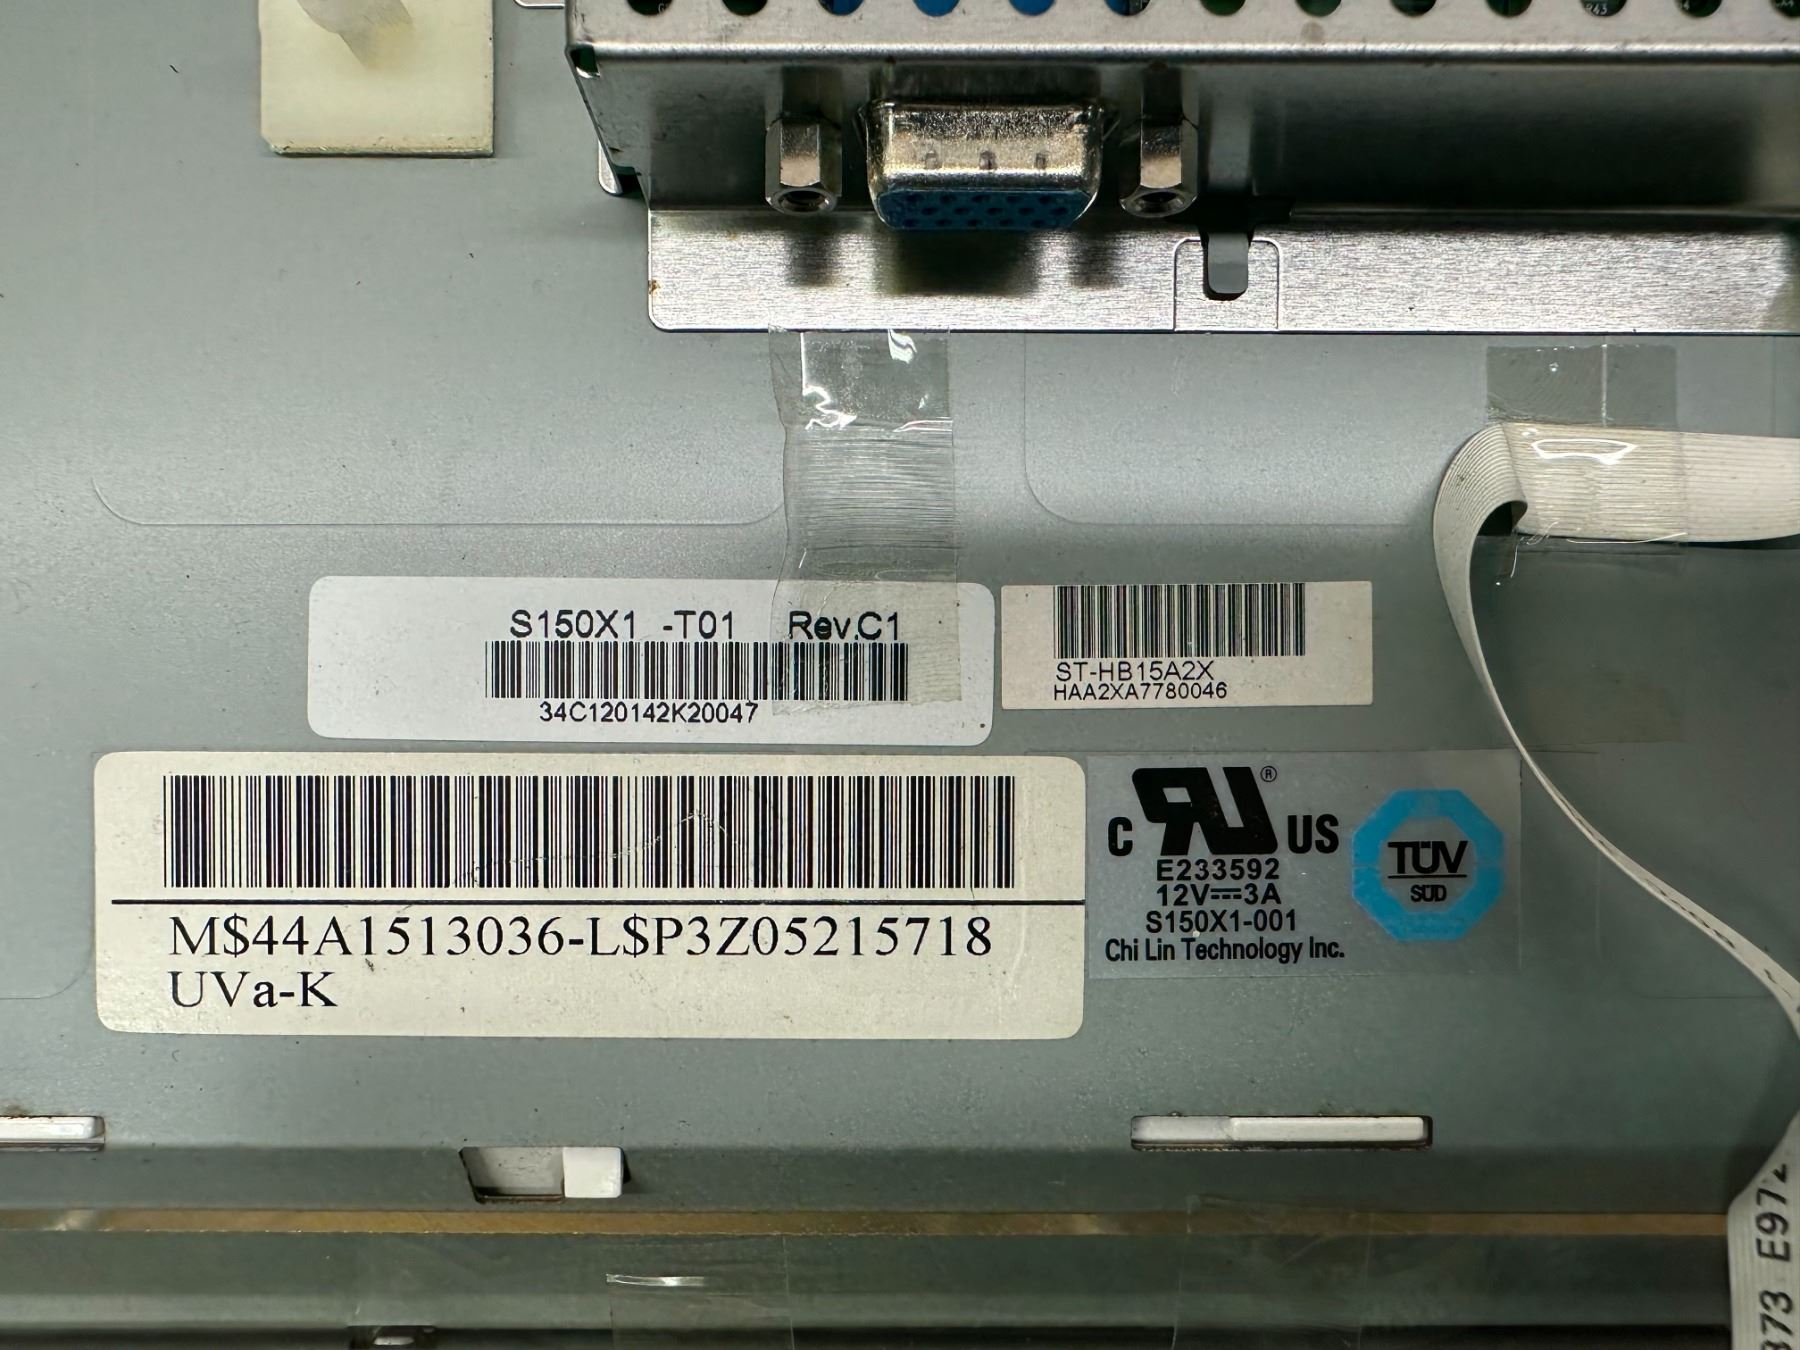 S150X1 -T01 Rev.C1
34C120142K20047
ST-HB15A2X
HAA2XA7780046
M$44A1513036-L$P3Z05215718
UVa-K
C RU® US
E233592
12V⎓3A
S150X1-001
Chi Lin Technology Inc.
TÜV
SÜD